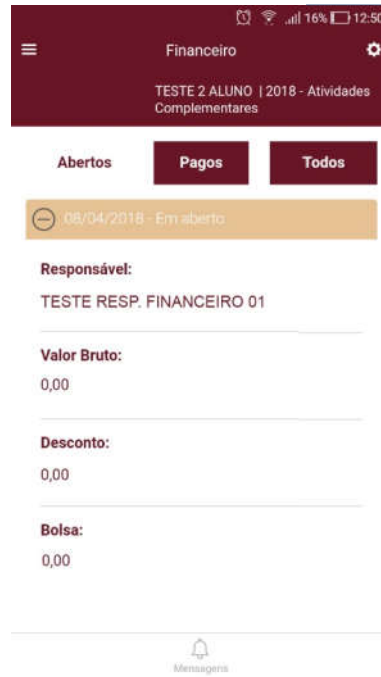 16% 12:50
Financeiro
TESTE 2 ALUNO | 2018 - Atividades
Complementares
Abertos Pagos Todos
08/04/2018 - Em aberto
Responsável:
TESTE RESP. FINANCEIRO 01
Valor Bruto:
0,00
Desconto:
0,00
Bolsa:
0,00
Mensagens